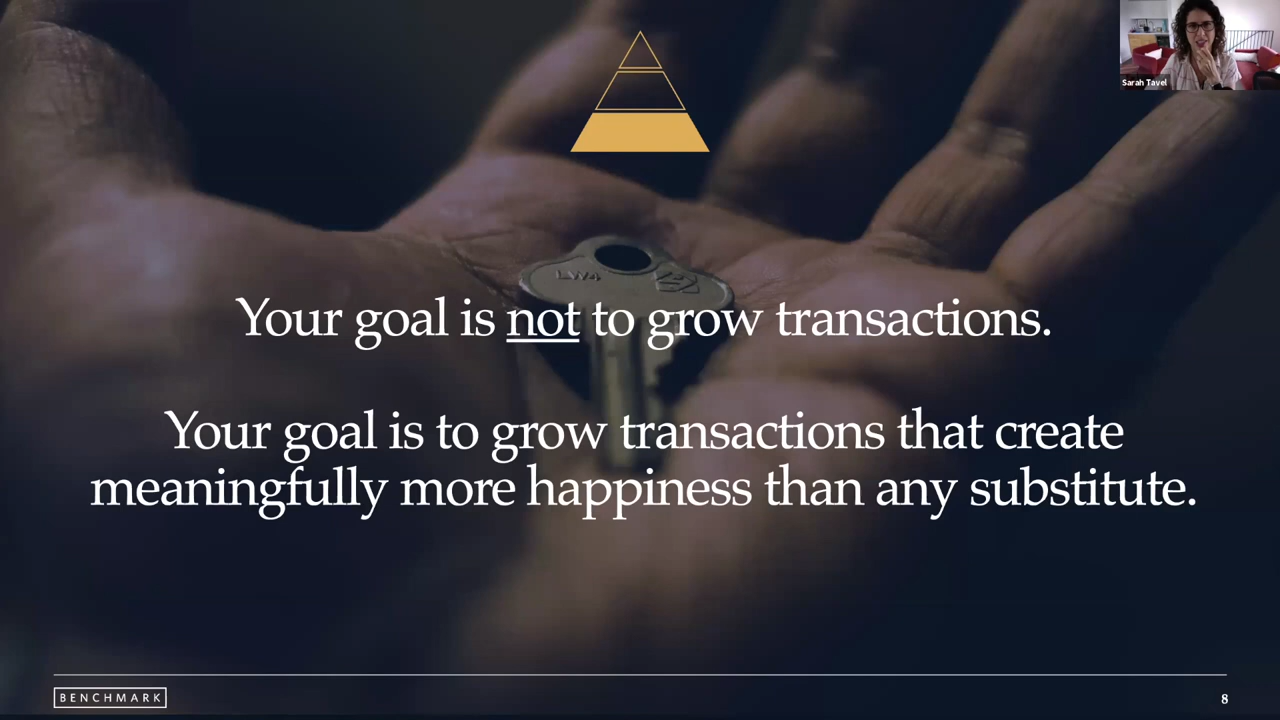 Sarah Tavel
LW4
Your goal is not to grow transactions.
Your goal is to grow transactions that create
meaningfully more happiness than any substitute.
BENCHMARK
8